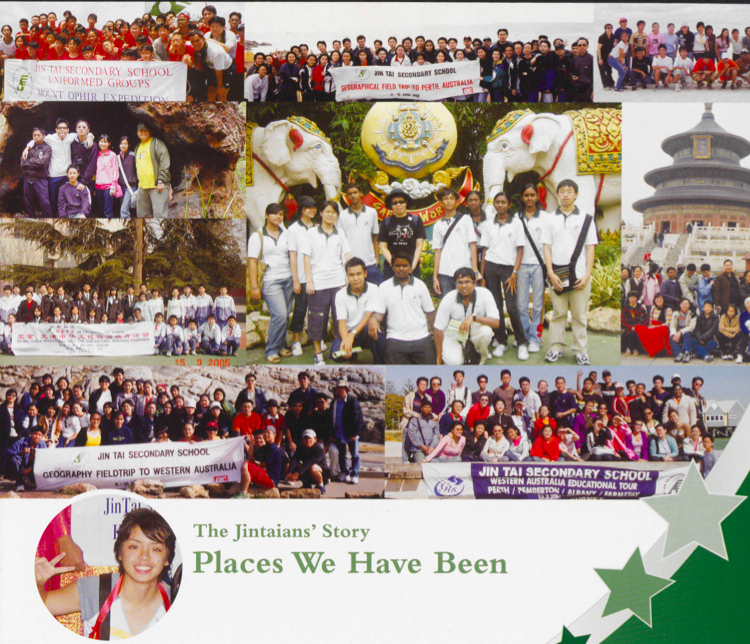 JIN TAI SECONDARY SCHOOL
UNIFORMED GROUPS
MOUNT OPHIR EXPEDITION
JIN TAI SECONDARY SCHOOL
GEOGRAPHICAL FIELD TRIP TO PERTH AUSTRALIA
15 3 2005
JIN TAI SECONDARY SCHOOL
GEOGRAPHY FIELDTRIP TO WESTERN AUSTRALIA
JIN TAI SECONDARY SCHOOL
WESTERN AUSTRALIA EDUCATIONAL TOUR
PERTH / PEMBERTON / ALBANY / FARMSTAY
JinTai
The Jintaians' Story
Places We Have Been